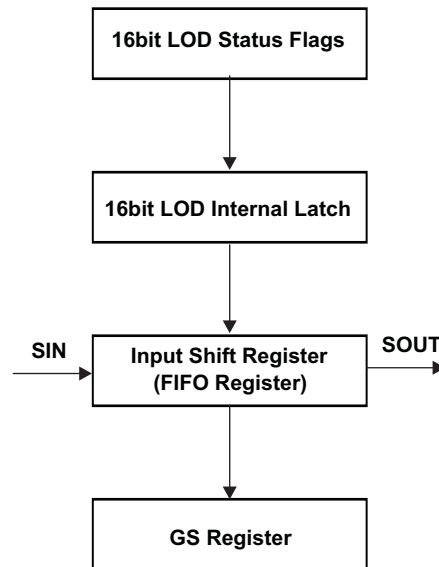 16bit LOD Status Flags
16bit LOD Internal Latch
SIN
Input Shift Register
(FIFO Register)
SOUT
GS Register